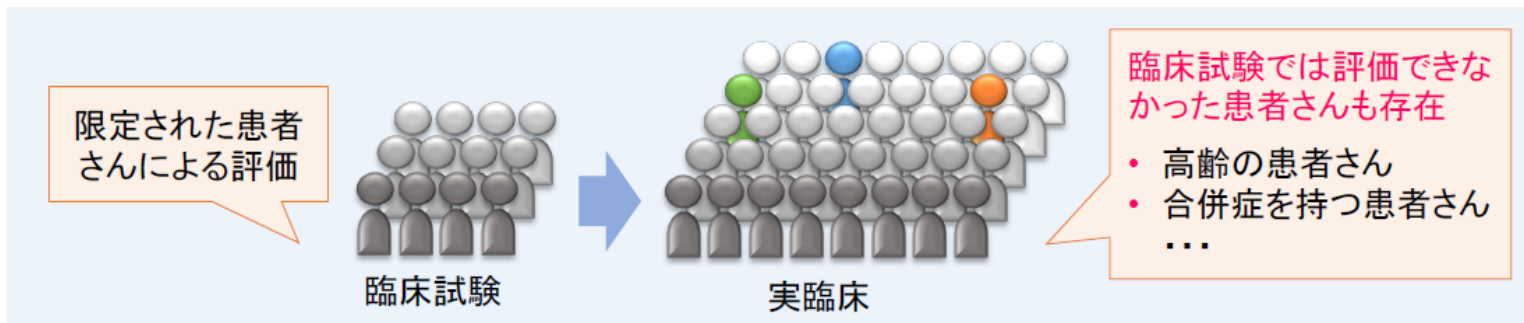 限定された患者
さんによる評価
臨床試験
実臨床
臨床試験では評価できな
かった患者さんも存在
• 高齢の患者さん
• 合併症を持つ患者さん
・・・